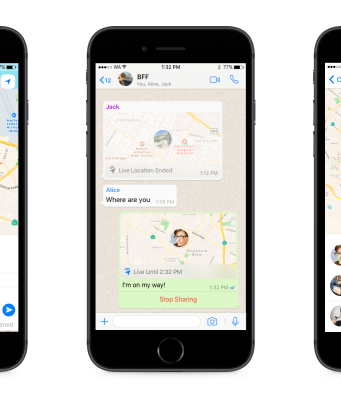 WA
1:32 PM
77%
12
BFF
You, Alice, Jack
Jack
Live Location Ended
1:12 PM
Alice
Where are you
1:28 PM
Live Until 2:32 PM
I'm on my way!
1:32 PM
Stop Sharing